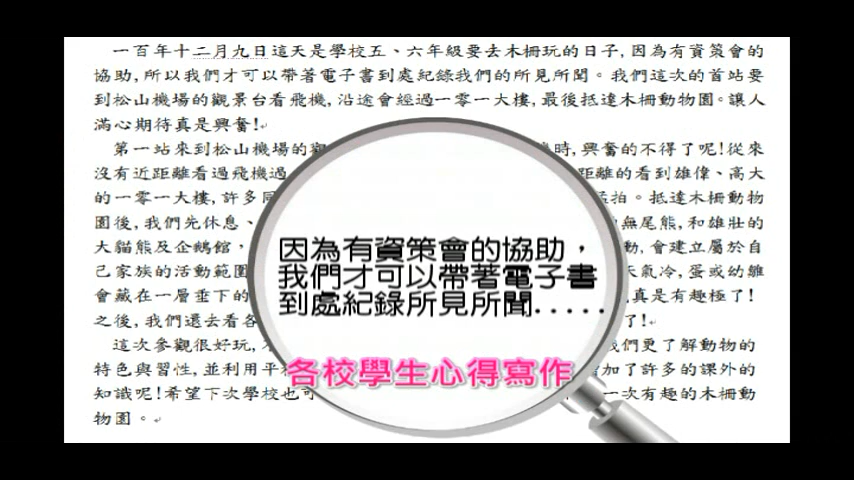 一百年十二月九日這天是學校五、六年級要去木柵玩的日子,因為有資策會的
協助,所以我們才可以帶著電子書到處紀錄我們的所見所聞。我們這次的首站要
到松山機場的觀景台看飛機,沿途會經過一零一大樓,最後抵達木柵動物園。讓人
滿心期待真是興奮!
第一站來到松山機場的 時,興奮的不得了呢!從來
沒有近距離的看過飛機過 距離的看到雄偉、高大
的一零一大樓,許多同 拍。抵達木柵動物
園後,我們先休息、 無尾熊,和雄壯的
大貓熊及企鵝館, 動,會建立屬於自
己家族的活動範圍 天氣冷,蛋或幼雛
會藏在一層垂下的 真是有趣極了!
之後,我們還去看各 了!
這次參觀很好玩, 們更了解動物的
特色與習性,並利用平 加了許多的課外的
知識呢!希望下次學校也可 一次有趣的木柵動
物園。
因為有資策會的協助,
我們才可以帶著電子書
到處紀錄所見所聞.....
各校學生心得寫作